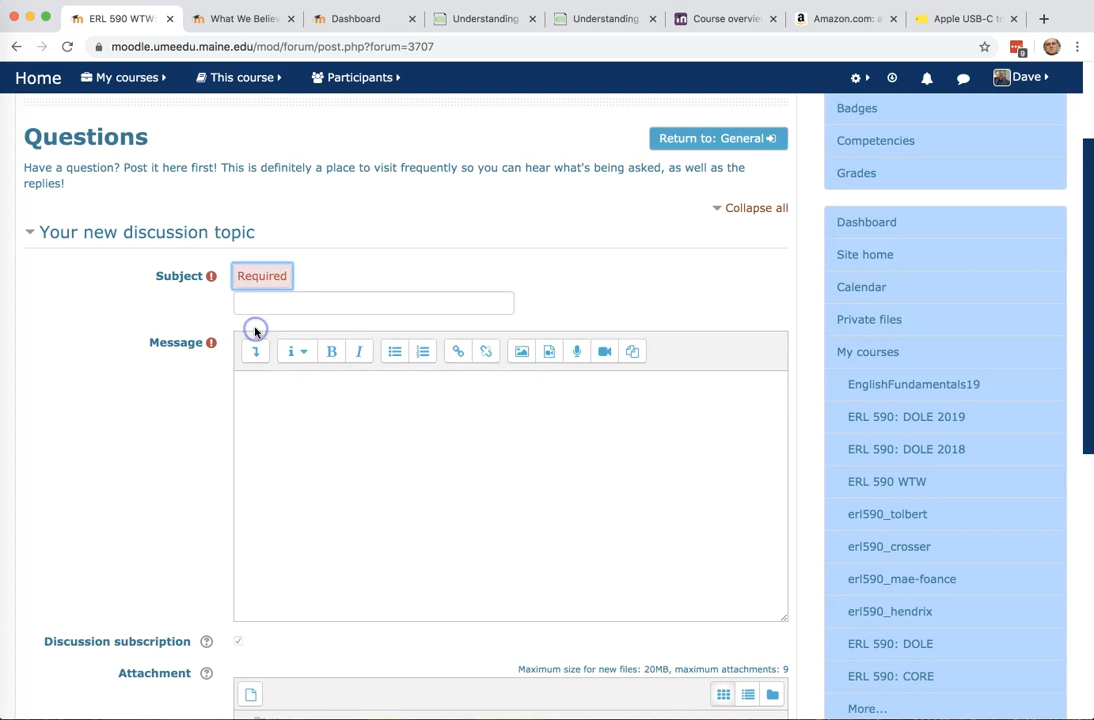 ERL 590 WTW:
What We Believ
Dashboard
Understanding
Understanding
Course overvie
Amazon.com: a
Apple USB-C to
moodle.umeedu.maine.edu/mod/forum/post.php?forum=3707
9
Home My courses This course Participants Dave
Questions
Return to: General
Have a question? Post it here first! This is definitely a place to visit frequently so you can hear what's being asked, as well as the
replies!
Collapse all
Your new discussion topic
Subject Required
Message
i B I
Discussion subscription
Attachment
Maximum size for new files: 20MB, maximum attachments: 9
Badges
Competencies
Grades
Dashboard
Site home
Calendar
Private files
My courses
EnglishFundamentals19
ERL 590: DOLE 2019
ERL 590: DOLE 2018
ERL 590 WTW
erl590_tolbert
erl590_crosser
erl590_mae-foance
erl590_hendrix
ERL 590: DOLE
ERL 590: CORE
More...